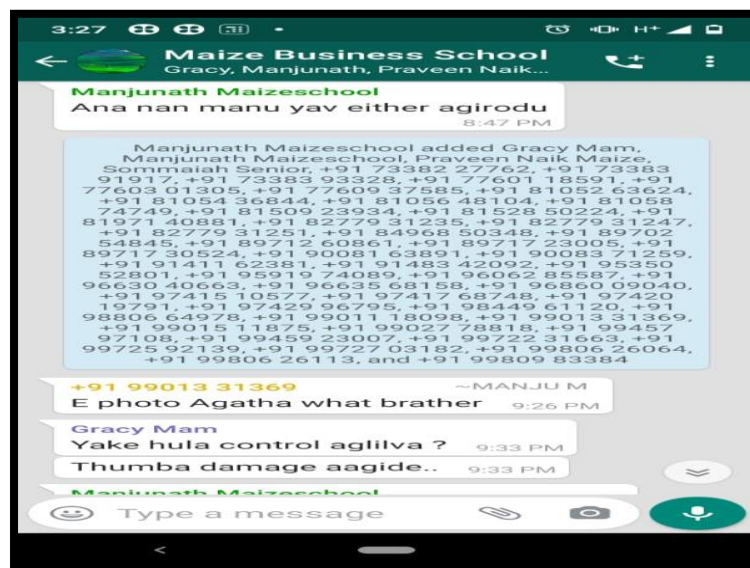 3:27 H+
Maize Business School
Gracy, Manjunath, Praveen Naik...
Manjunath Maizeschool
Ana nan manu yav either agirodu
8:47 PM
Manjunath Maizeschool added Gracy Mam,
Manjunath Maizeschool, Praveen Naik Maize,
Sommaiah Senior, +91 73382 27762, +91 73383
91917, +91 73383 93328, +91 77601 18591, +91
77603 01305, +91 77609 37585, +91 81052 63624,
+91 81054 36844, +91 81056 48104, +91 81058
74749, +91 81509 23934, +91 81528 50224, +91
81971 40881, +91 82779 31235, +91 82779 31247,
+91 82779 31251, +91 84968 50348, +91 89702
54845, +91 89712 60861, +91 89717 23005, +91
89717 30524, +91 90081 63891, +91 90083 71259,
+91 91411 62381, +91 91483 42092, +91 95350
52801, +91 95919 74089, +91 96062 85587, +91
96630 40663, +91 96635 68158, +91 96860 09040,
+91 97415 10577, +91 97417 68748, +91 97420
19791, +91 97429 96795, +91 98449 61120, +91
98806 64978, +91 99011 18098, +91 99013 31369,
+91 99015 11875, +91 99027 78818, +91 99457
97108, +91 99459 23007, +91 99722 31663, +91
99725 92139, +91 99727 03182, +91 99806 26064,
+91 99806 26113, and +91 99809 83384
+91 99013 31369 ~MANJU M
E photo Agatha what brather 9:26 PM
Gracy Mam
Yake hula control aglilva ? 9:33 PM
Thumba damage aagide.. 9:33 PM
Manjunath Maizeschool
Type a message